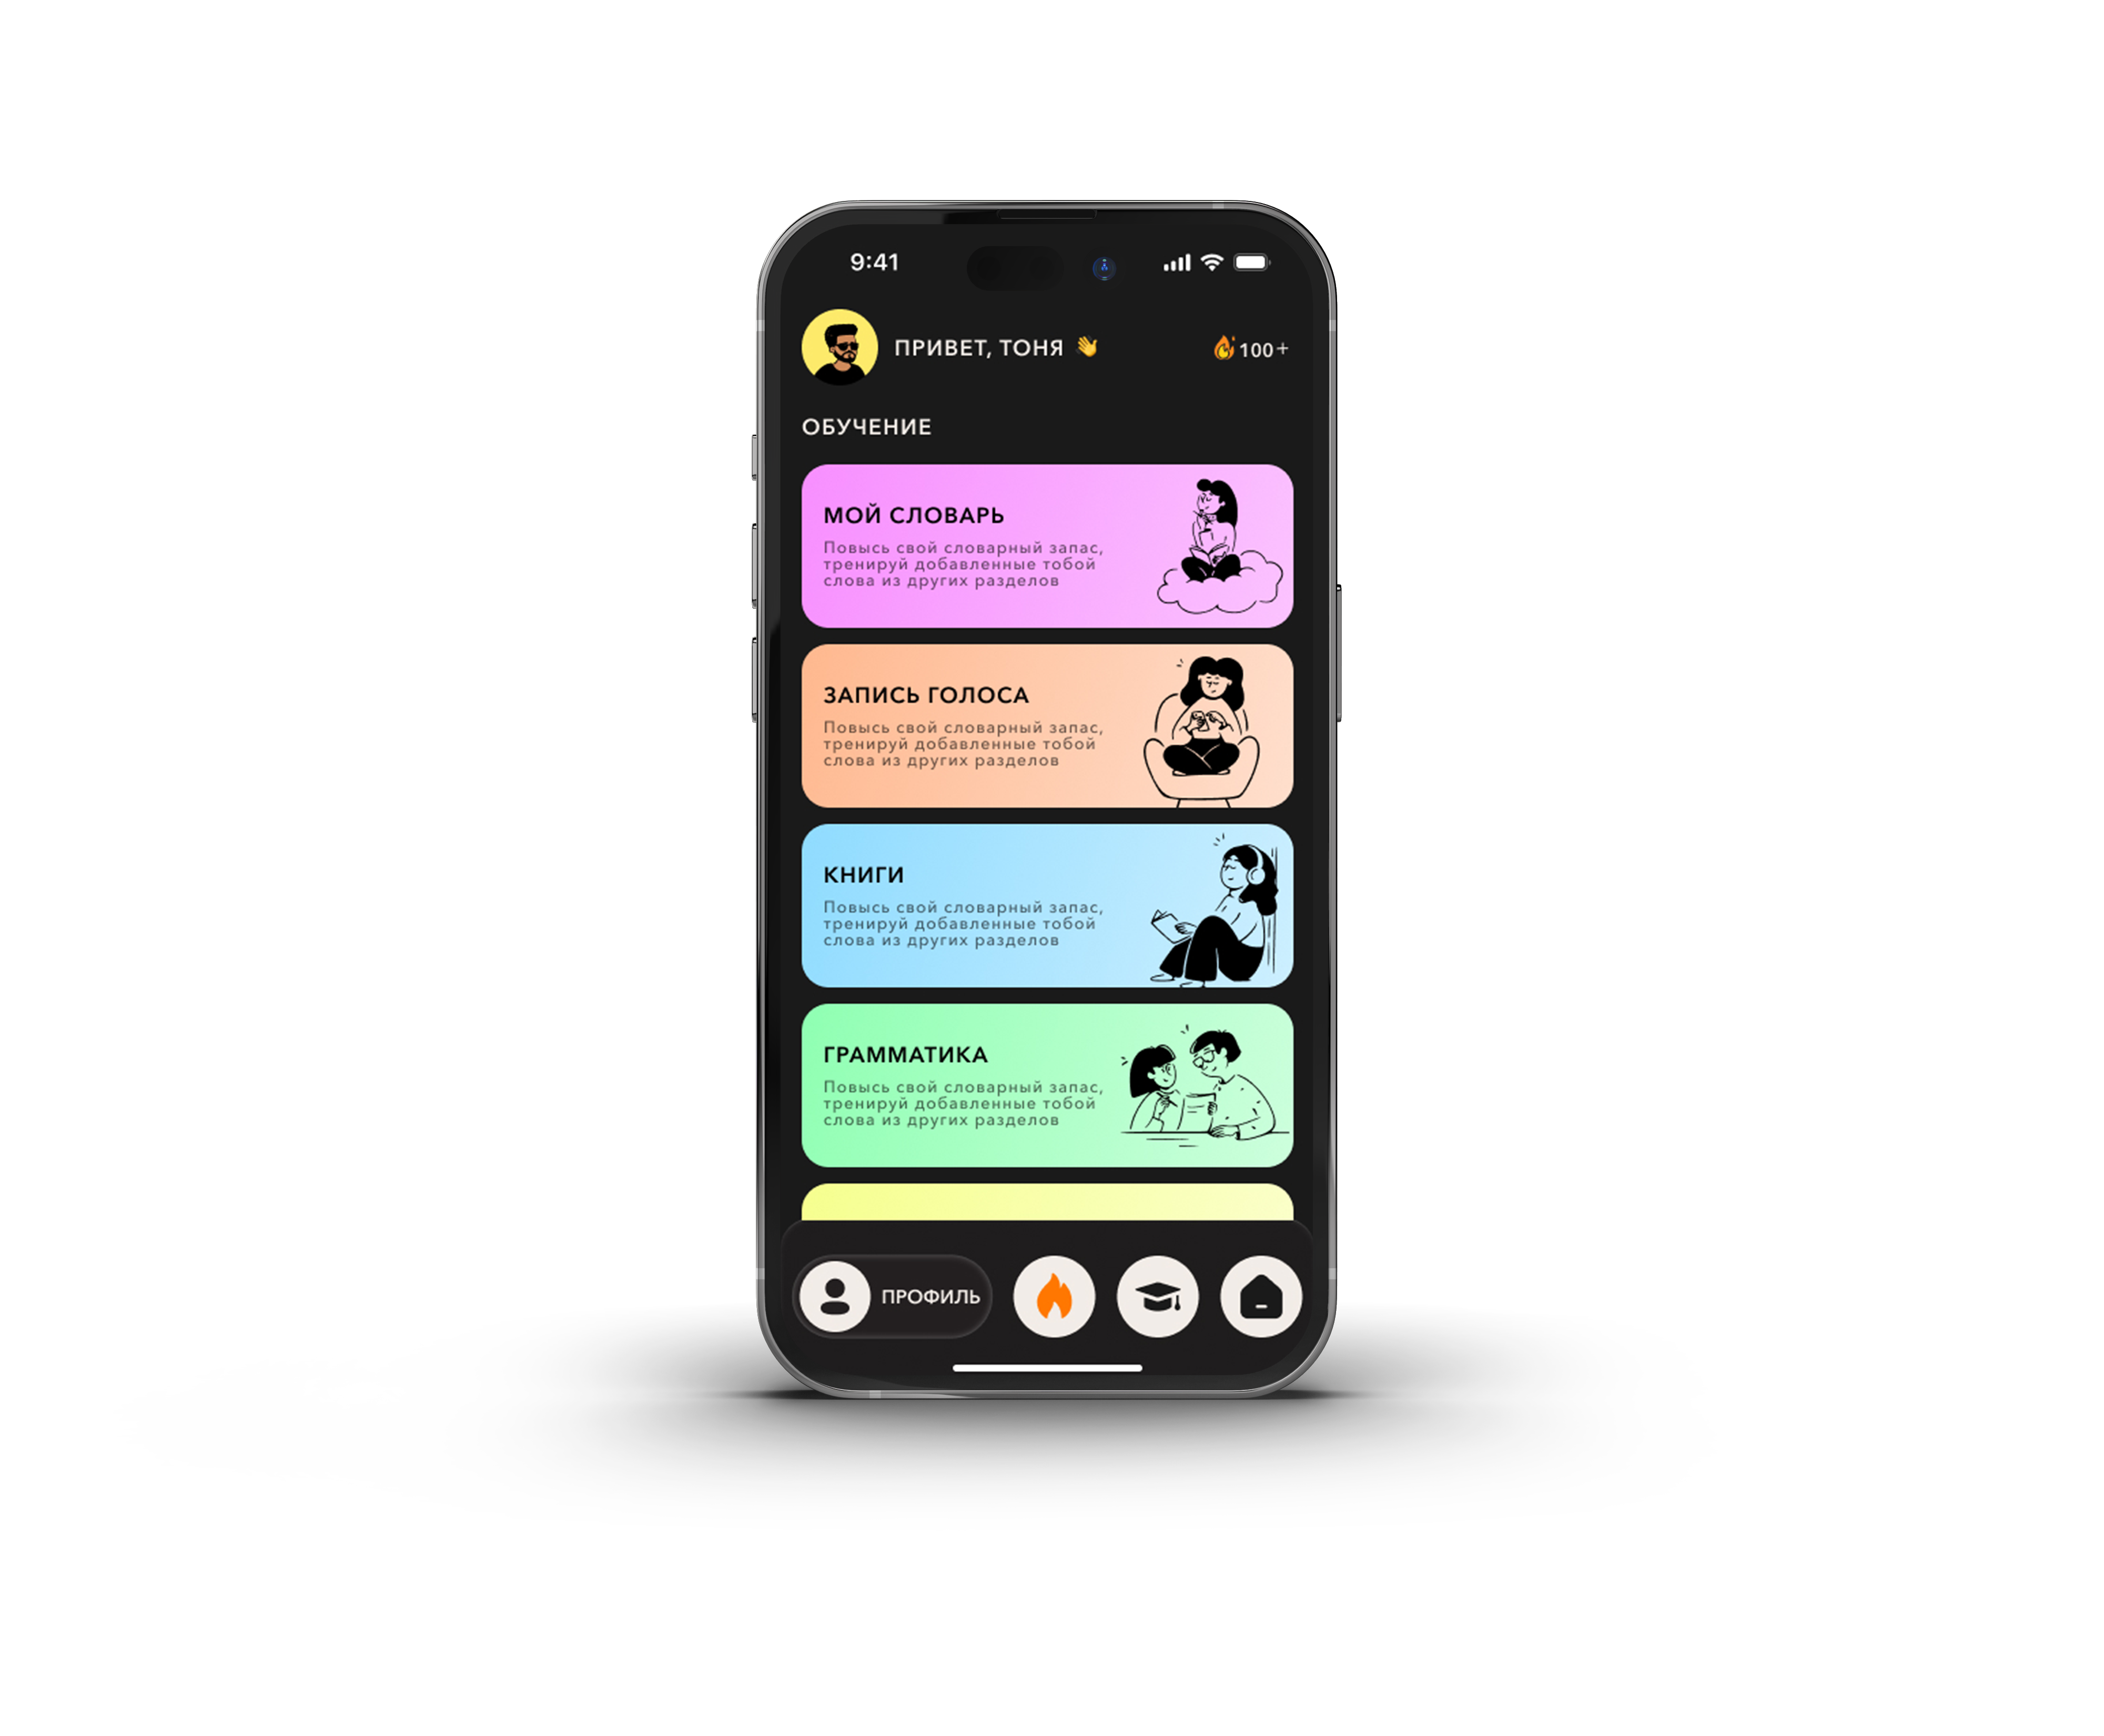 9:41
ПРИВЕТ, ТОНЯ 👋
100+
ОБУЧЕНИЕ
МОЙ СЛОВАРЬ
Повысь свой словарный запас,
тренируй добавленные тобой
слова из других разделов
ЗАПИСЬ ГОЛОСА
Повысь свой словарный запас,
тренируй добавленные тобой
слова из других разделов
КНИГИ
Повысь свой словарный запас,
тренируй добавленные тобой
слова из других разделов
ГРАММАТИКА
Повысь свой словарный запас,
тренируй добавленные тобой
слова из других разделов
ПРОФИЛЬ